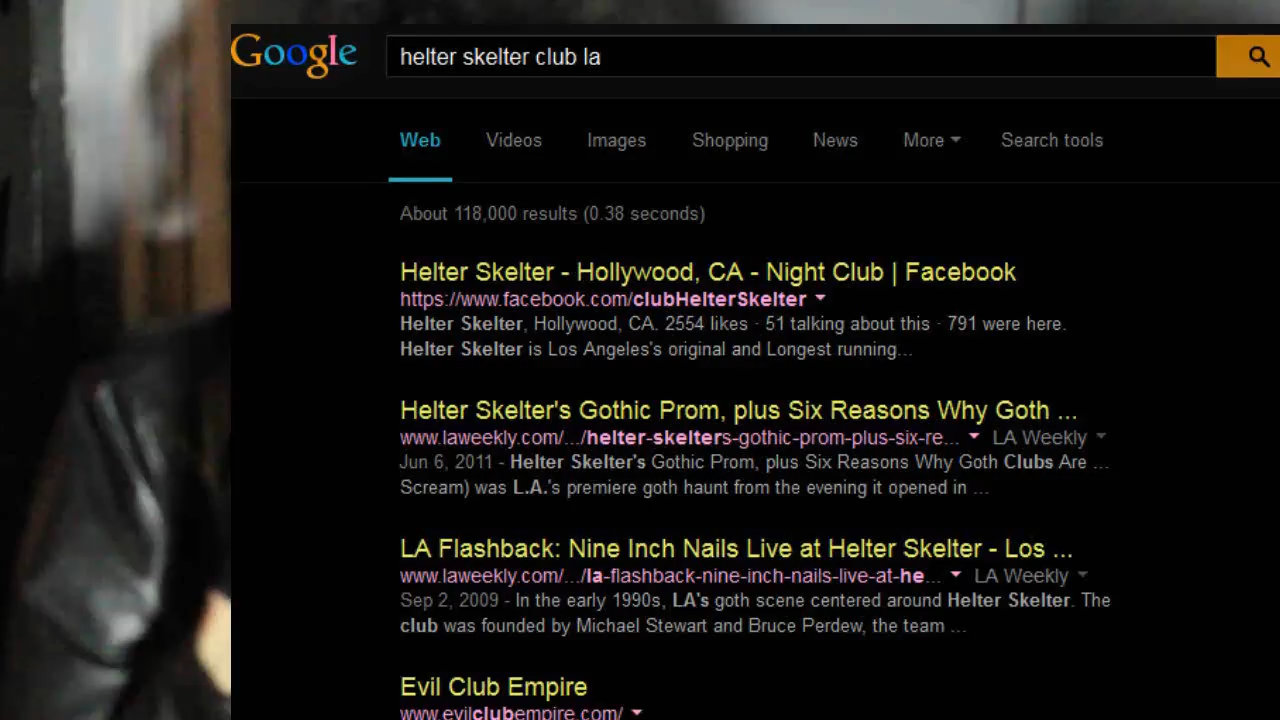 Google
helter skelter club la
Web Videos Images Shopping News More Search tools
About 118,000 results (0.38 seconds)
Helter Skelter - Hollywood, CA - Night Club | Facebook
https://www.facebook.com/clubHelterSkelter
Helter Skelter, Hollywood, CA. 2554 likes · 51 talking about this · 791 were here.
Helter Skelter is Los Angeles's original and Longest running...
Helter Skelter's Gothic Prom, plus Six Reasons Why Goth ...
www.laweekly.com/.../helter-skelters-gothic-prom-plus-six-re... LA Weekly
Jun 6, 2011 - Helter Skelter's Gothic Prom, plus Six Reasons Why Goth Clubs Are ...
Scream) was L.A.'s premiere goth haunt from the evening it opened in ...
LA Flashback: Nine Inch Nails Live at Helter Skelter - Los ...
www.laweekly.com/.../la-flashback-nine-inch-nails-live-at-he... LA Weekly
Sep 2, 2009 - In the early 1990s, LA's goth scene centered around Helter Skelter. The
club was founded by Michael Stewart and Bruce Perdew, the team ...
Evil Club Empire
www.evilclubempire.com/